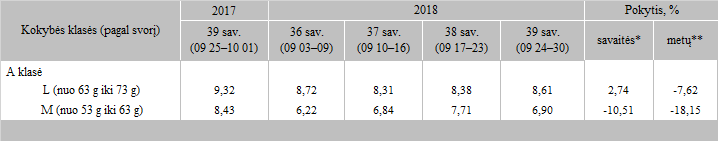 Kokybės klasės (pagal svorį) 2017 2018 Pokytis, %
39 sav. (09 25–10 01) 36 sav. (09 03–09) 37 sav. (09 10–16) 38 sav. (09 17–23) 39 sav. (09 24–30) savaitės* metų**
A klasė
L (nuo 63 g iki 73 g) 9,32 8,72 8,31 8,38 8,61 2,74 -7,62
M (nuo 53 g iki 63 g) 8,43 6,22 6,84 7,71 6,90 -10,51 -18,15